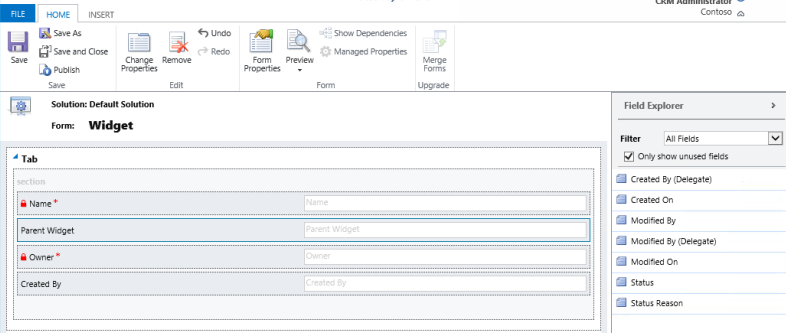 CRM Administrator
FILE HOME INSERT
Contoso
Save
Save As
Save and Close
Publish
Save
Change Properties
Remove
Undo
Redo
Edit
Form Properties
Preview
Show Dependencies
Managed Properties
Form
Merge Forms
Upgrade
Solution: Default Solution
Form: Widget
Tab
section
Name * Name
Parent Widget Parent Widget
Owner * Owner
Created By Created By
Field Explorer >
Filter All Fields
Only show unused fields
Created By (Delegate)
Created On
Modified By
Modified By (Delegate)
Modified On
Status
Status Reason